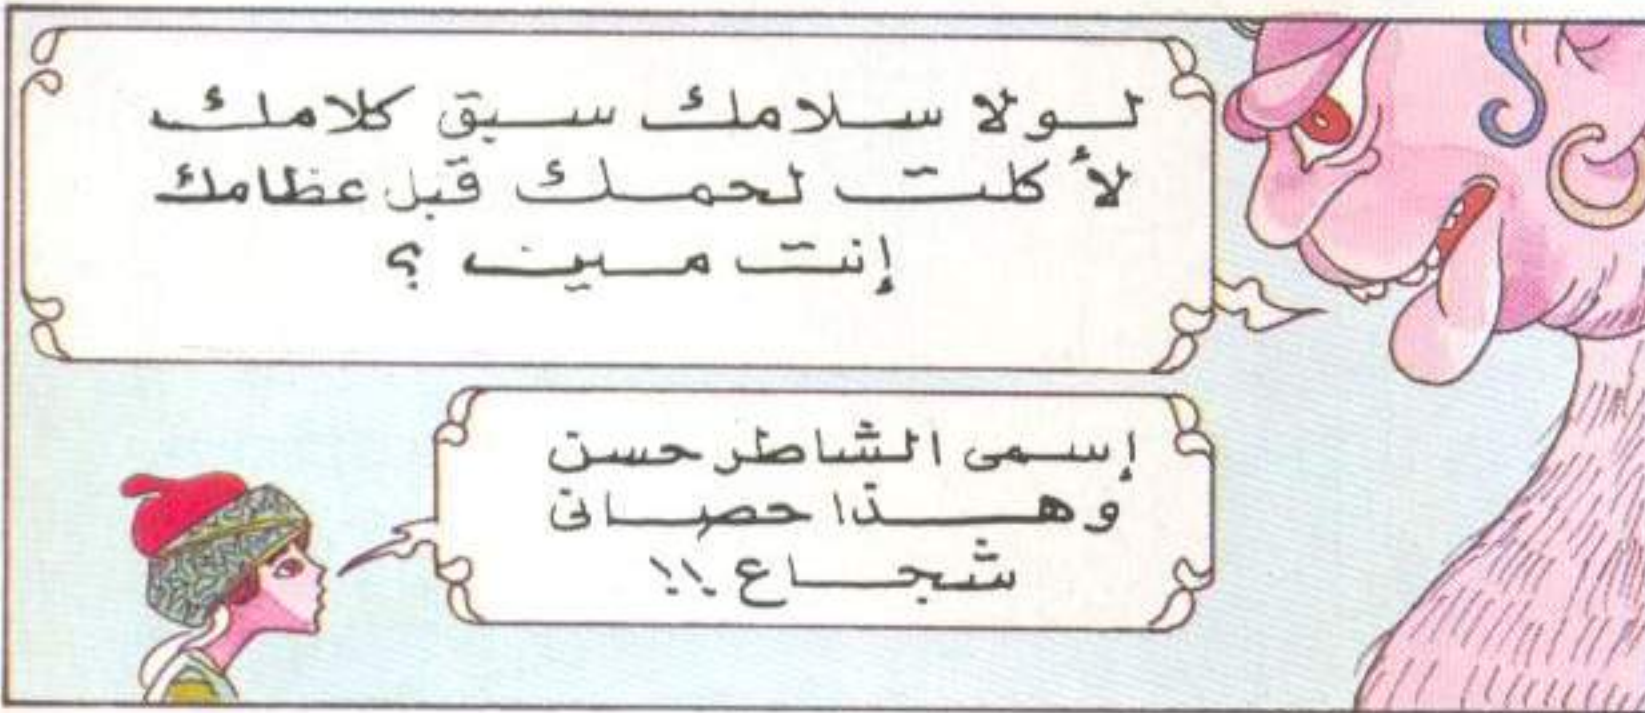 لولا سلامك سبق كلامك
لأكلت لحمك قبل عظامك
إنت مين ؟
إسمى الشاطر حسن
وهذا حصانى
شجاع !!